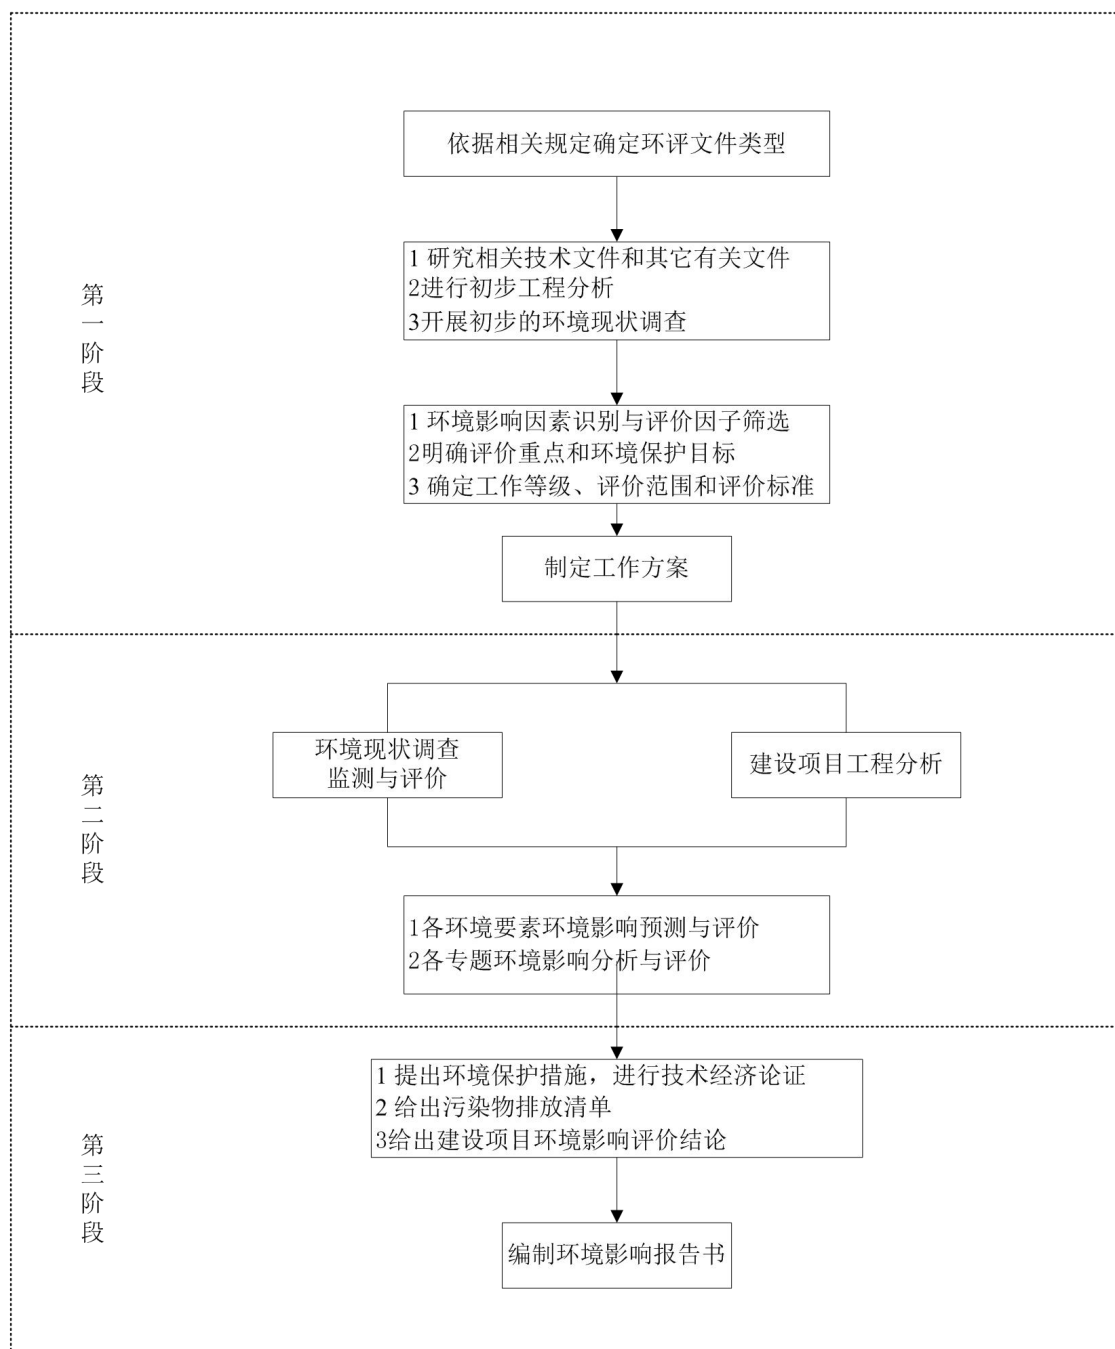 依据相关规定确定环评文件类型
1 研究相关技术文件和其它有关文件
2进行初步工程分析
3开展初步的环境现状调查
第一阶段
1 环境影响因素识别与评价因子筛选
2明确评价重点和环境保护目标
3 确定工作等级、评价范围和评价标准
制定工作方案
环境现状调查
监测与评价
建设项目工程分析
第二阶段
1各环境要素环境影响预测与评价
2各专题环境影响分析与评价
1 提出环境保护措施，进行技术经济论证
2 给出污染物排放清单
3给出建设项目环境影响评价结论
第三阶段
编制环境影响报告书